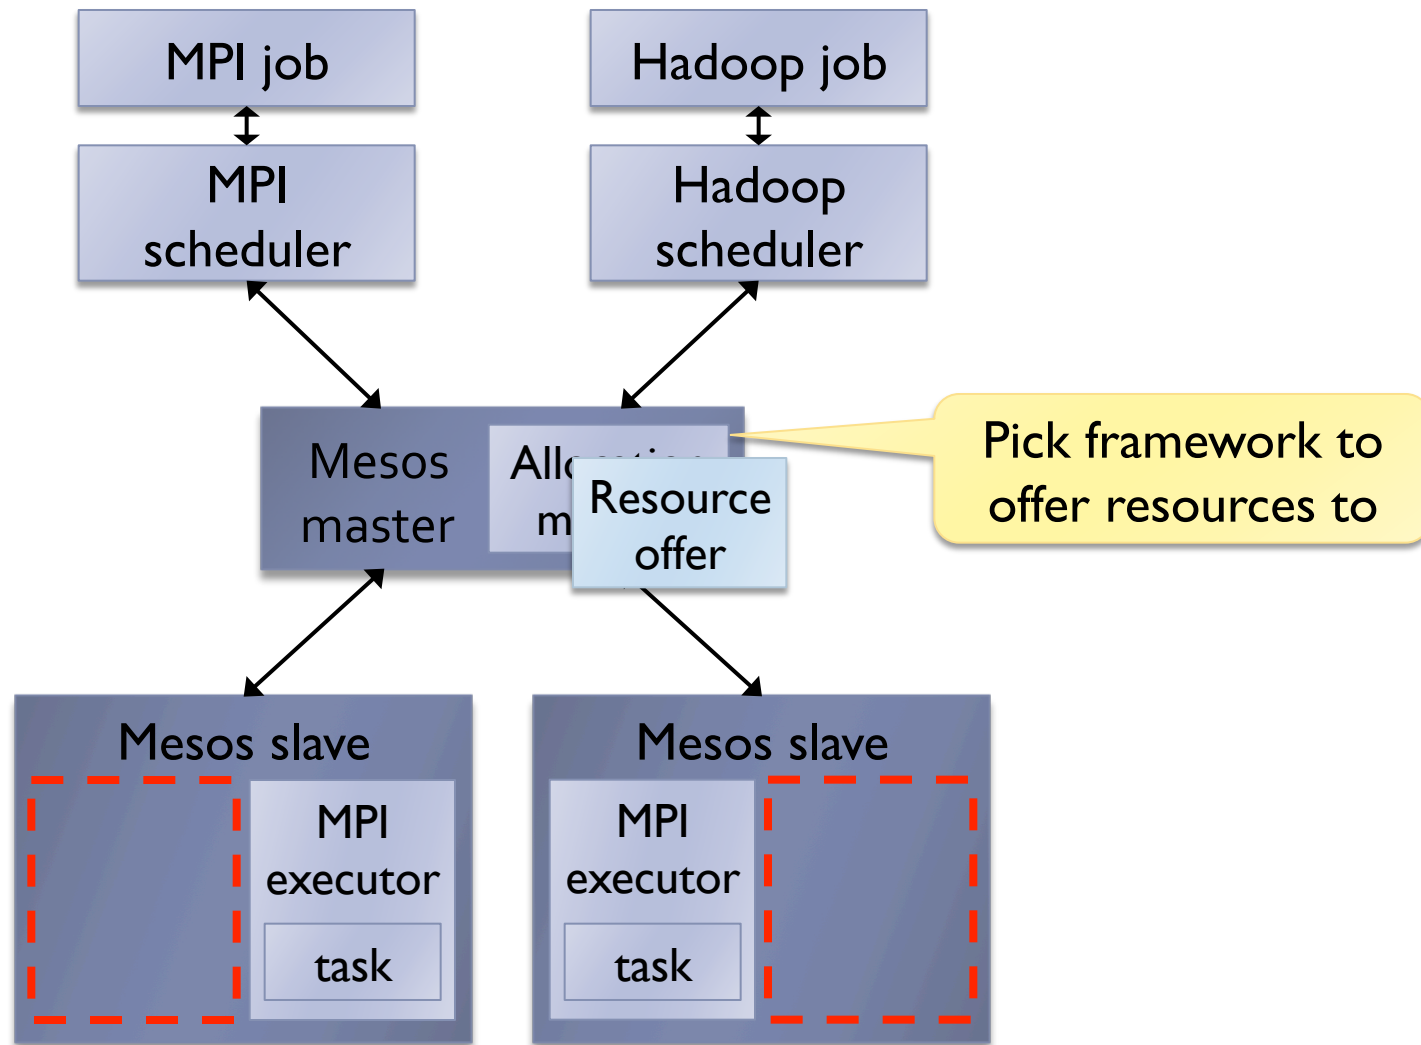 MPI job
Hadoop job
MPI
scheduler
Hadoop
scheduler
Mesos
master
Resource
offer
Pick framework to
offer resources to
Mesos slave
MPI
executor
task
Mesos slave
MPI
executor
task